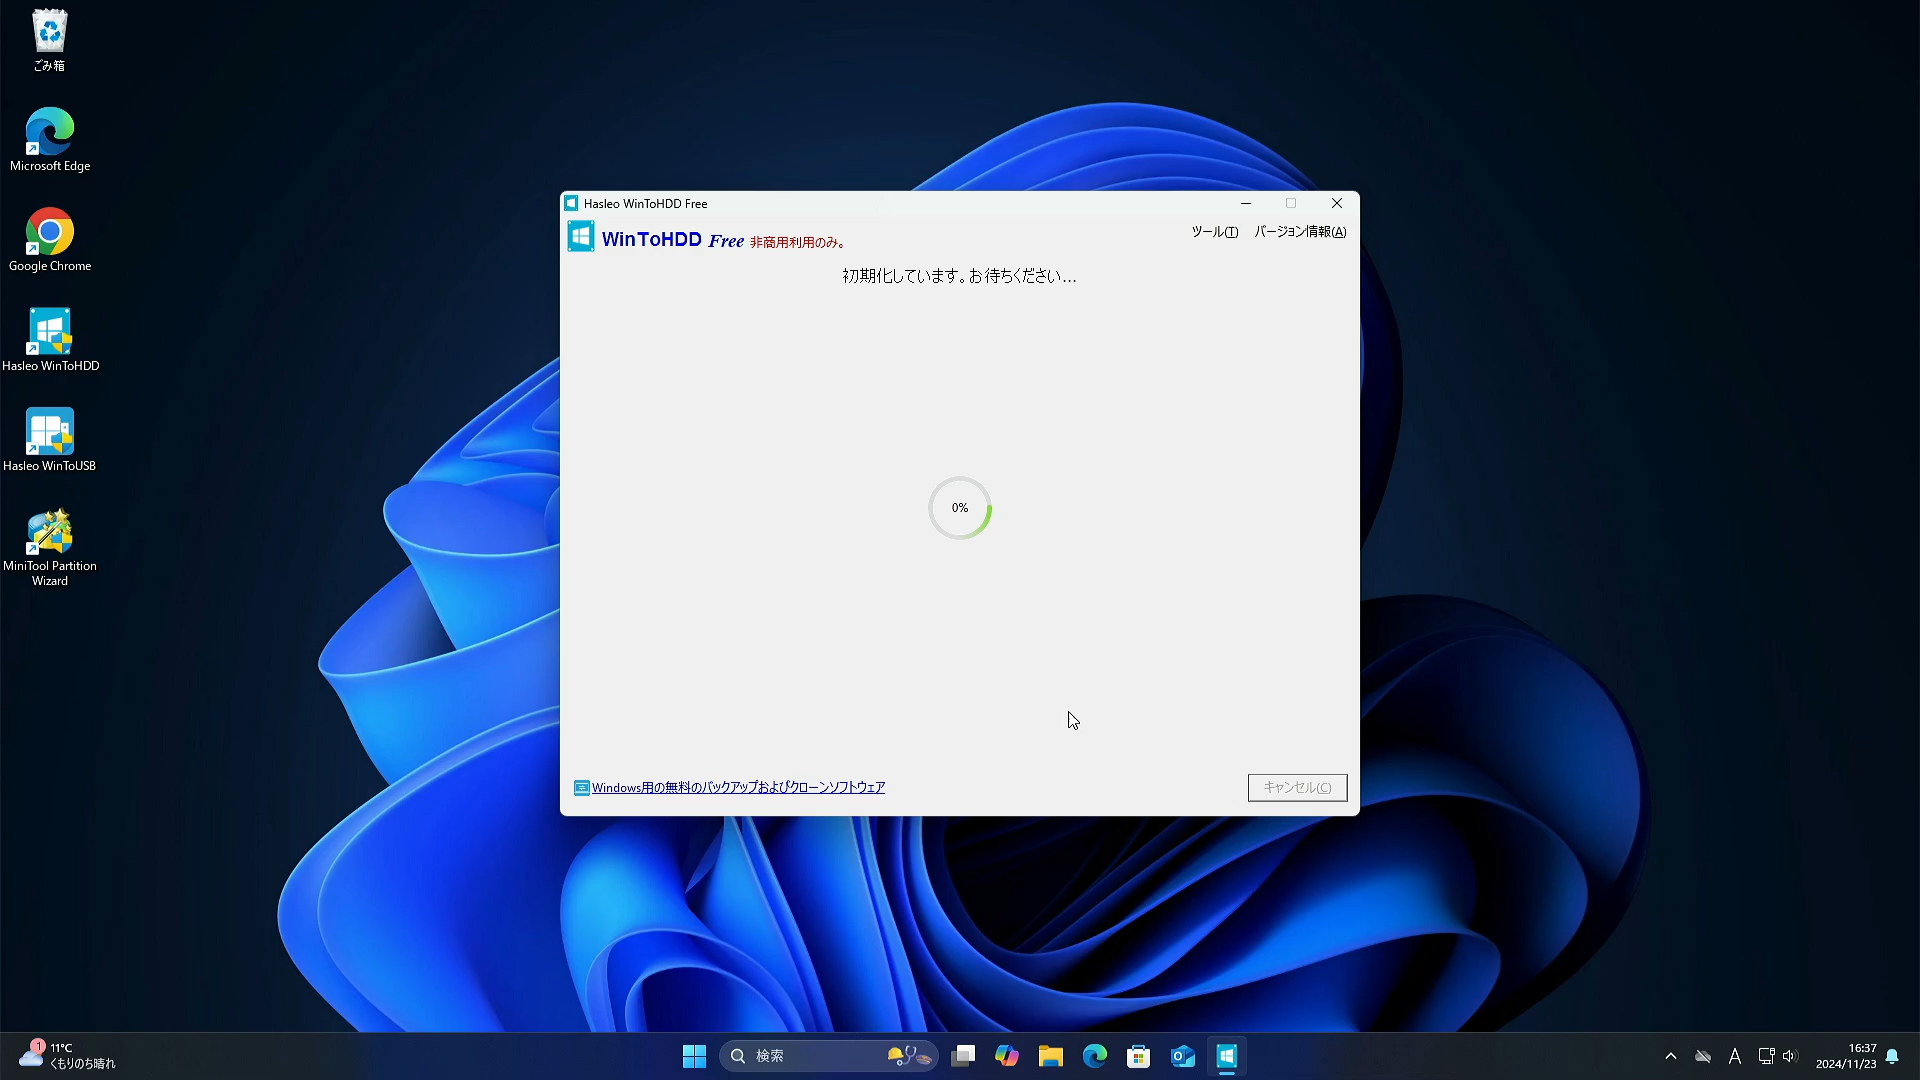 ごみ箱
Microsoft Edge
Google Chrome
Hasleo WinToHDD
Hasleo WinToUSB
MiniTool Partition
Wizard
Hasleo WinToHDD Free
WinToHDD Free 非商用利用のみ。
ツール(T) バージョン情報(A)
初期化しています。お待ちください...
0%
Windows用の無料のバックアップおよびクローンソフトウェア
キャンセル(C)
1
11°C
くもりのち晴れ
検索
A
16:37
2024/11/23